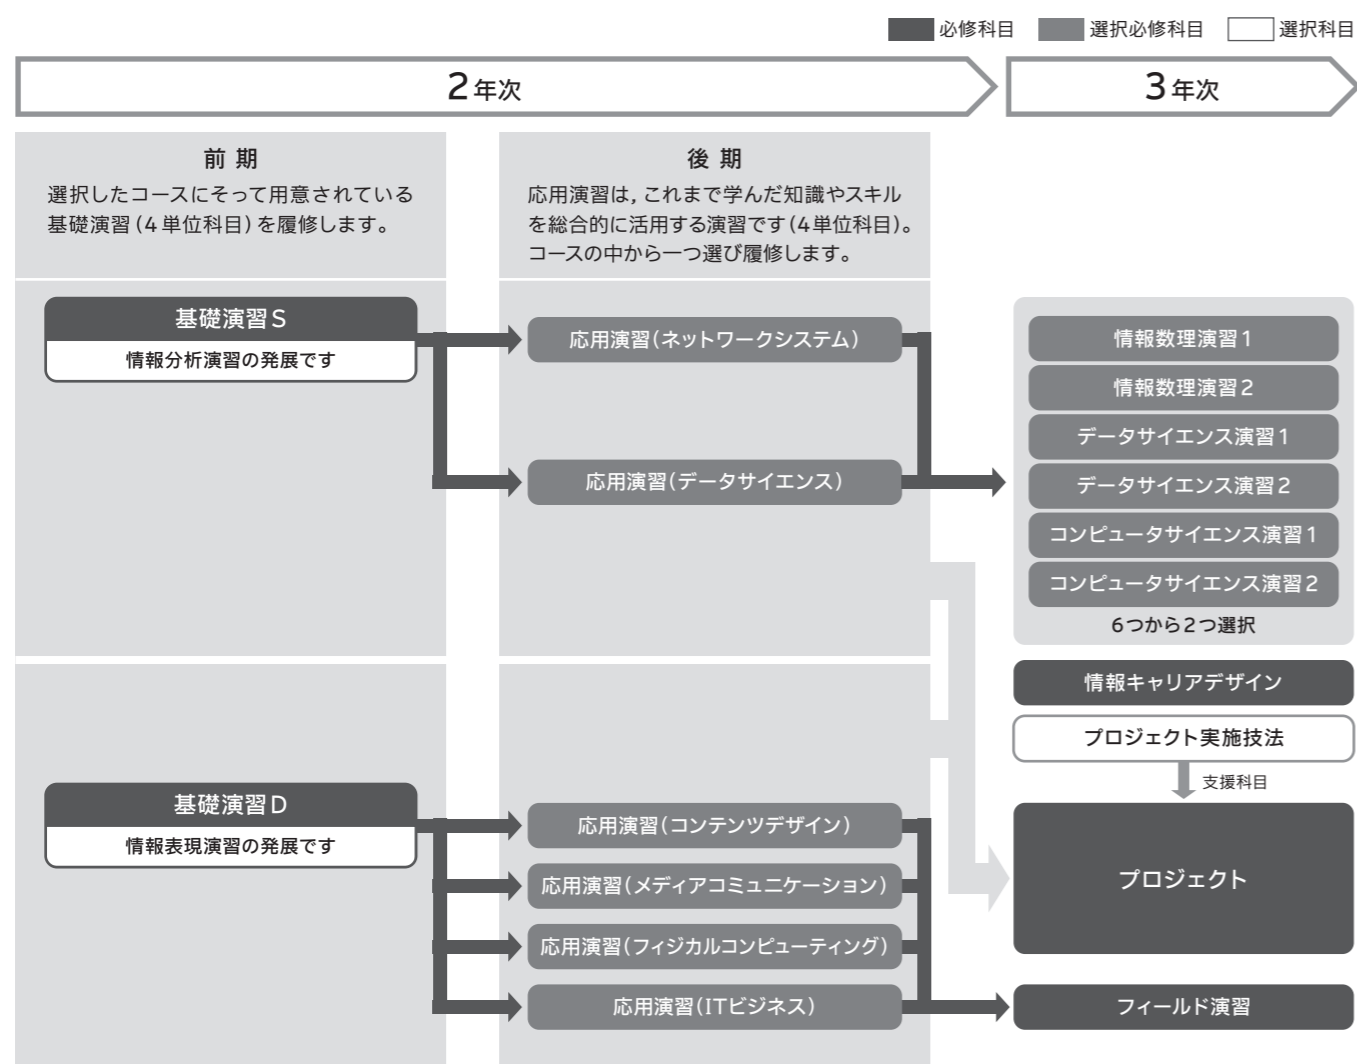 必修科目
選択必修科目
選択科目
2年次
3年次
前期
選択したコースにそって用意されている
基礎演習(4単位科目)を履修します。
後期
応用演習は,これまで学んだ知識やスキル
を総合的に活用する演習です(4単位科目)。
コースの中から一つ選び履修します。
基礎演習S
情報分析演習の発展です
応用演習(ネットワークシステム)
応用演習(データサイエンス)
情報数理演習1
情報数理演習2
データサイエンス演習1
データサイエンス演習2
コンピュータサイエンス演習1
コンピュータサイエンス演習2
6つから2つ選択
情報キャリアデザイン
プロジェクト実施技法
支援科目
基礎演習D
情報表現演習の発展です
応用演習(コンテンツデザイン)
応用演習(メディアコミュニケーション)
応用演習(フィジカルコンピューティング)
応用演習(ITビジネス)
プロジェクト
フィールド演習